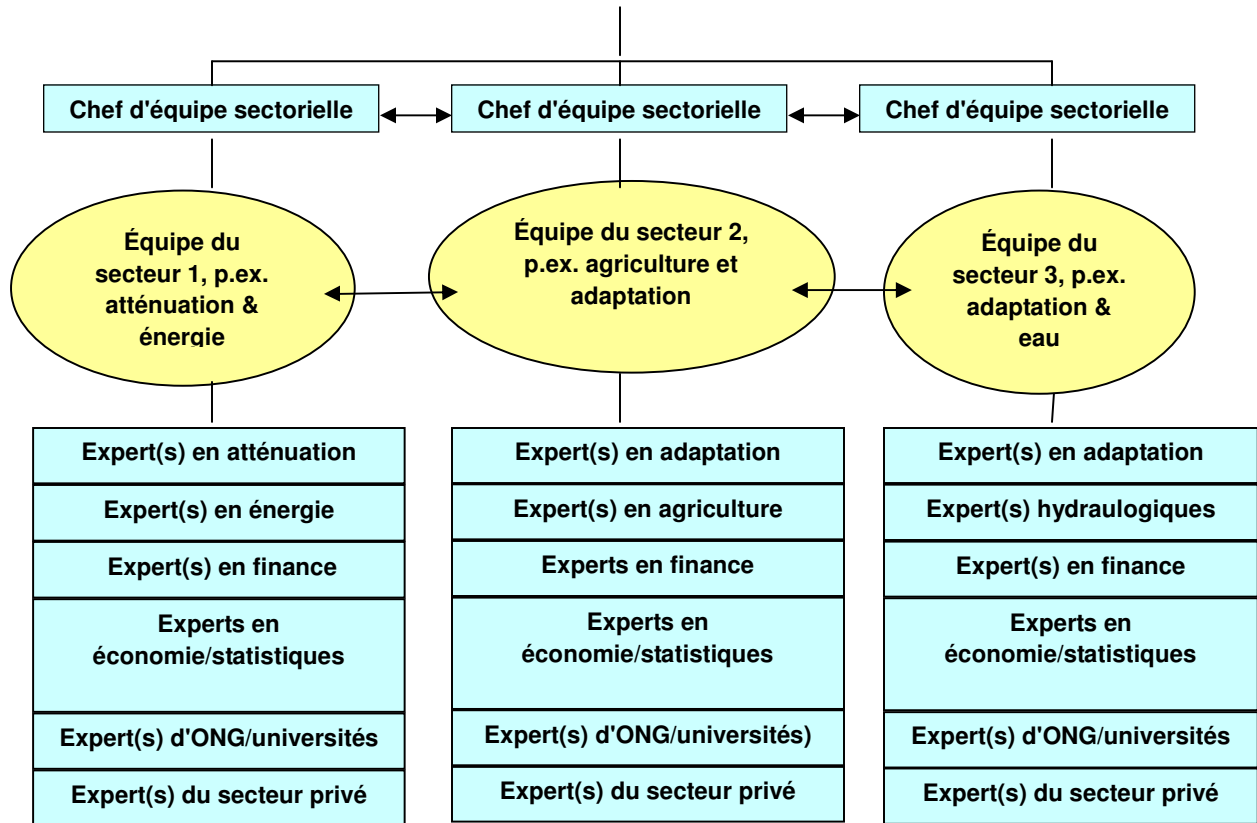 Chef d'équipe sectorielle
Chef d'équipe sectorielle
Chef d'équipe sectorielle
Équipe du
secteur 1, p.ex.
atténuation &
énergie
Équipe du secteur 2,
p.ex. agriculture et
adaptation
Équipe du
secteur 3, p.ex.
adaptation &
eau
Expert(s) en atténuation
Expert(s) en énergie
Expert(s) en finance
Experts en
économie/statistiques
Expert(s) d'ONG/universités
Expert(s) du secteur privé
Expert(s) en adaptation
Expert(s) en agriculture
Experts en finance
Experts en
économie/statistiques
Expert(s) d'ONG/universités)
Expert(s) du secteur privé
Expert(s) en adaptation
Expert(s) hydraulogiques
Expert(s) en finance
Experts en
économie/statistiques
Expert(s) d'ONG/universités
Expert(s) du secteur privé